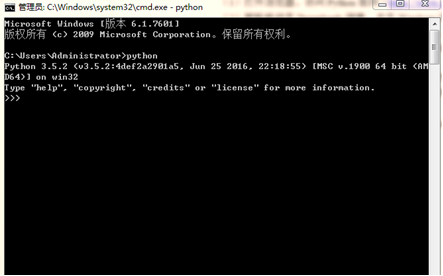 管理员: C:\Windows\system32\cmd.exe - python
Microsoft Windows [版本 6.1.7601]
版权所有 (c) 2009 Microsoft Corporation。保留所有权利。
C:\Users\Administrator>python
Python 3.5.2 (v3.5.2:4def2a2901a5, Jun 25 2016, 22:18:55) [MSC v.1900 64 bit (AM
D64)] on win32
Type "help", "copyright", "credits" or "license" for more information.
>>>